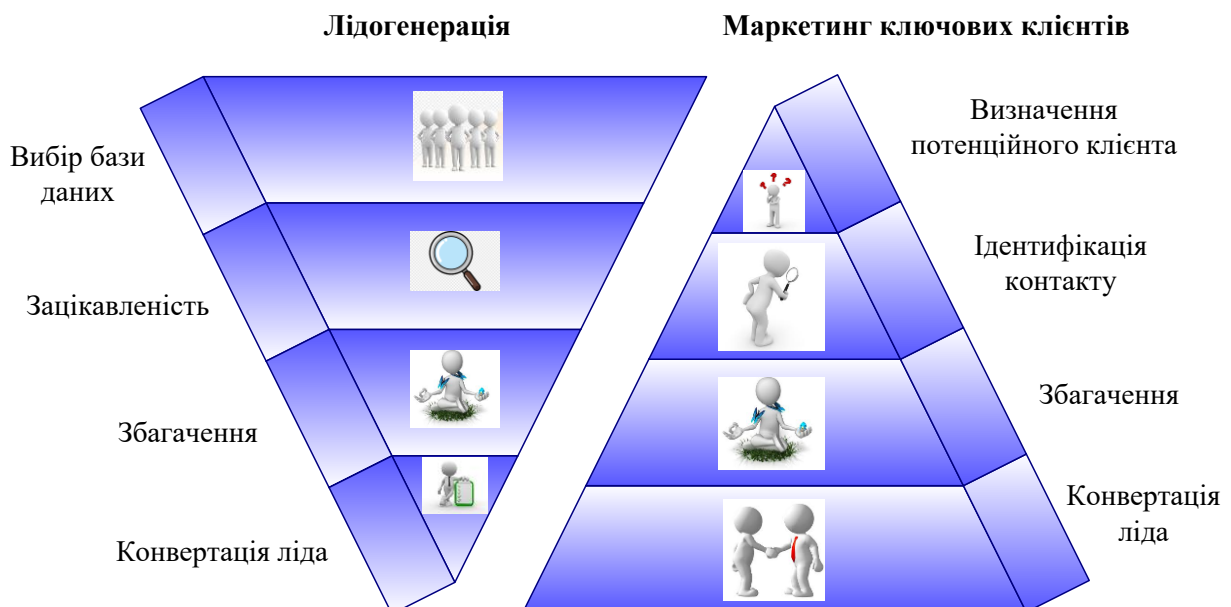 Лідогенерація
Вибір бази
даних
Зацікавленість
Збагачення
Конвертація ліда
Маркетинг ключових клієнтів
Визначення
потенційного клієнта
Ідентифікація
контакту
Збагачення
Конвертація
ліда